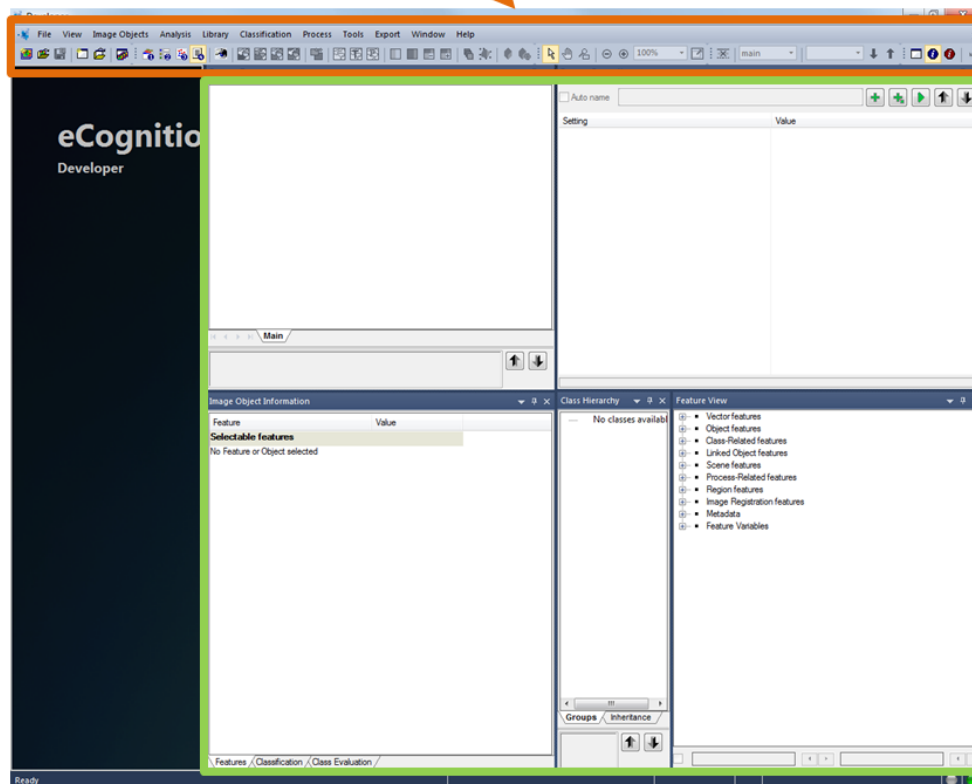 File View Image Objects Analysis Library Classification Process Tools Export Window Help
100% main
eCognitio
Developer
Auto name
Setting Value
Main
Image Object Information
Feature Value
Selectable features
No Feature or Object selected
Features Classification Class Evaluation
Class Hierarchy
No classes availabl
Groups Inheritance
Feature View
Vector features
Object features
Class-Related features
Linked Object features
Scene features
Process-Related features
Region features
Image Registration features
Metadata
Feature Variables
Ready